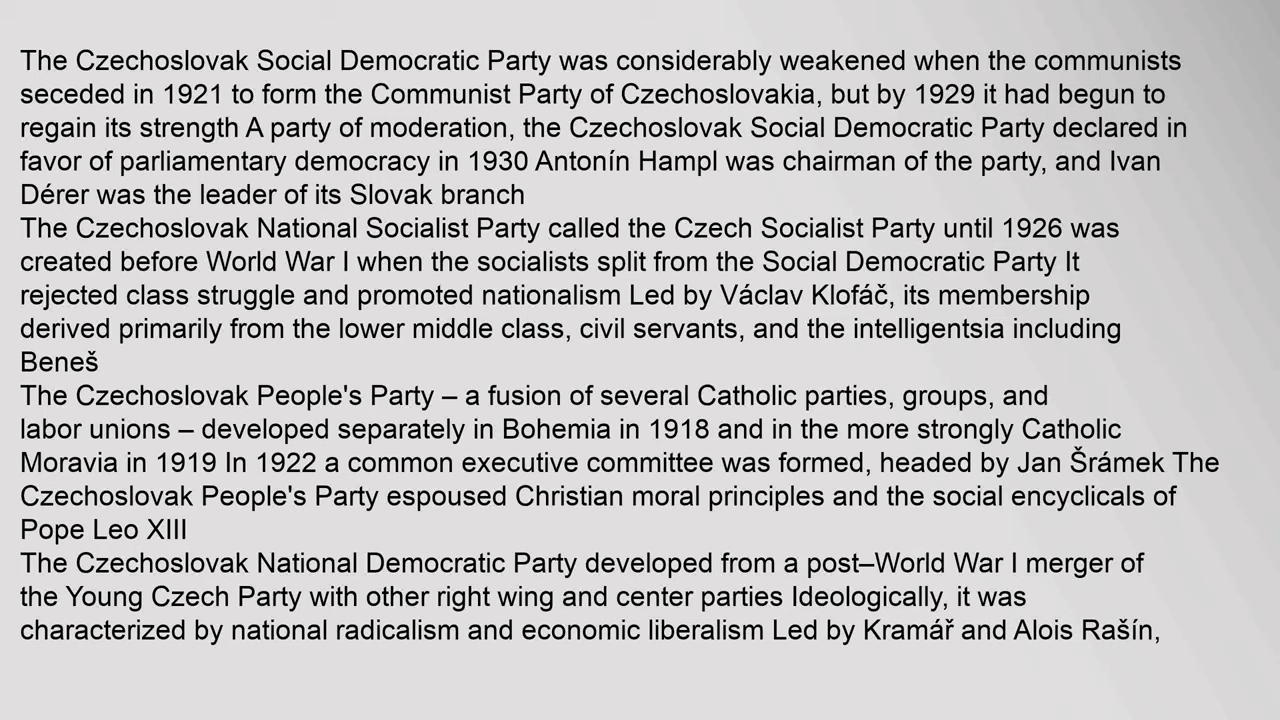 The Czechoslovak Social Democratic Party was considerably weakened when the communists
seceded in 1921 to form the Communist Party of Czechoslovakia, but by 1929 it had begun to
regain its strength A party of moderation, the Czechoslovak Social Democratic Party declared in
favor of parliamentary democracy in 1930 Antonín Hampl was chairman of the party, and Ivan
Dérer was the leader of its Slovak branch
The Czechoslovak National Socialist Party called the Czech Socialist Party until 1926 was
created before World War I when the socialists split from the Social Democratic Party It
rejected class struggle and promoted nationalism Led by Václav Klofáč, its membership
derived primarily from the lower middle class, civil servants, and the intelligentsia including
Beneš
The Czechoslovak People's Party – a fusion of several Catholic parties, groups, and
labor unions – developed separately in Bohemia in 1918 and in the more strongly Catholic
Moravia in 1919 In 1922 a common executive committee was formed, headed by Jan Šrámek The
Czechoslovak People's Party espoused Christian moral principles and the social encyclicals of
Pope Leo XIII
The Czechoslovak National Democratic Party developed from a post–World War I merger of
the Young Czech Party with other right wing and center parties Ideologically, it was
characterized by national radicalism and economic liberalism Led by Kramář and Alois Rašín,